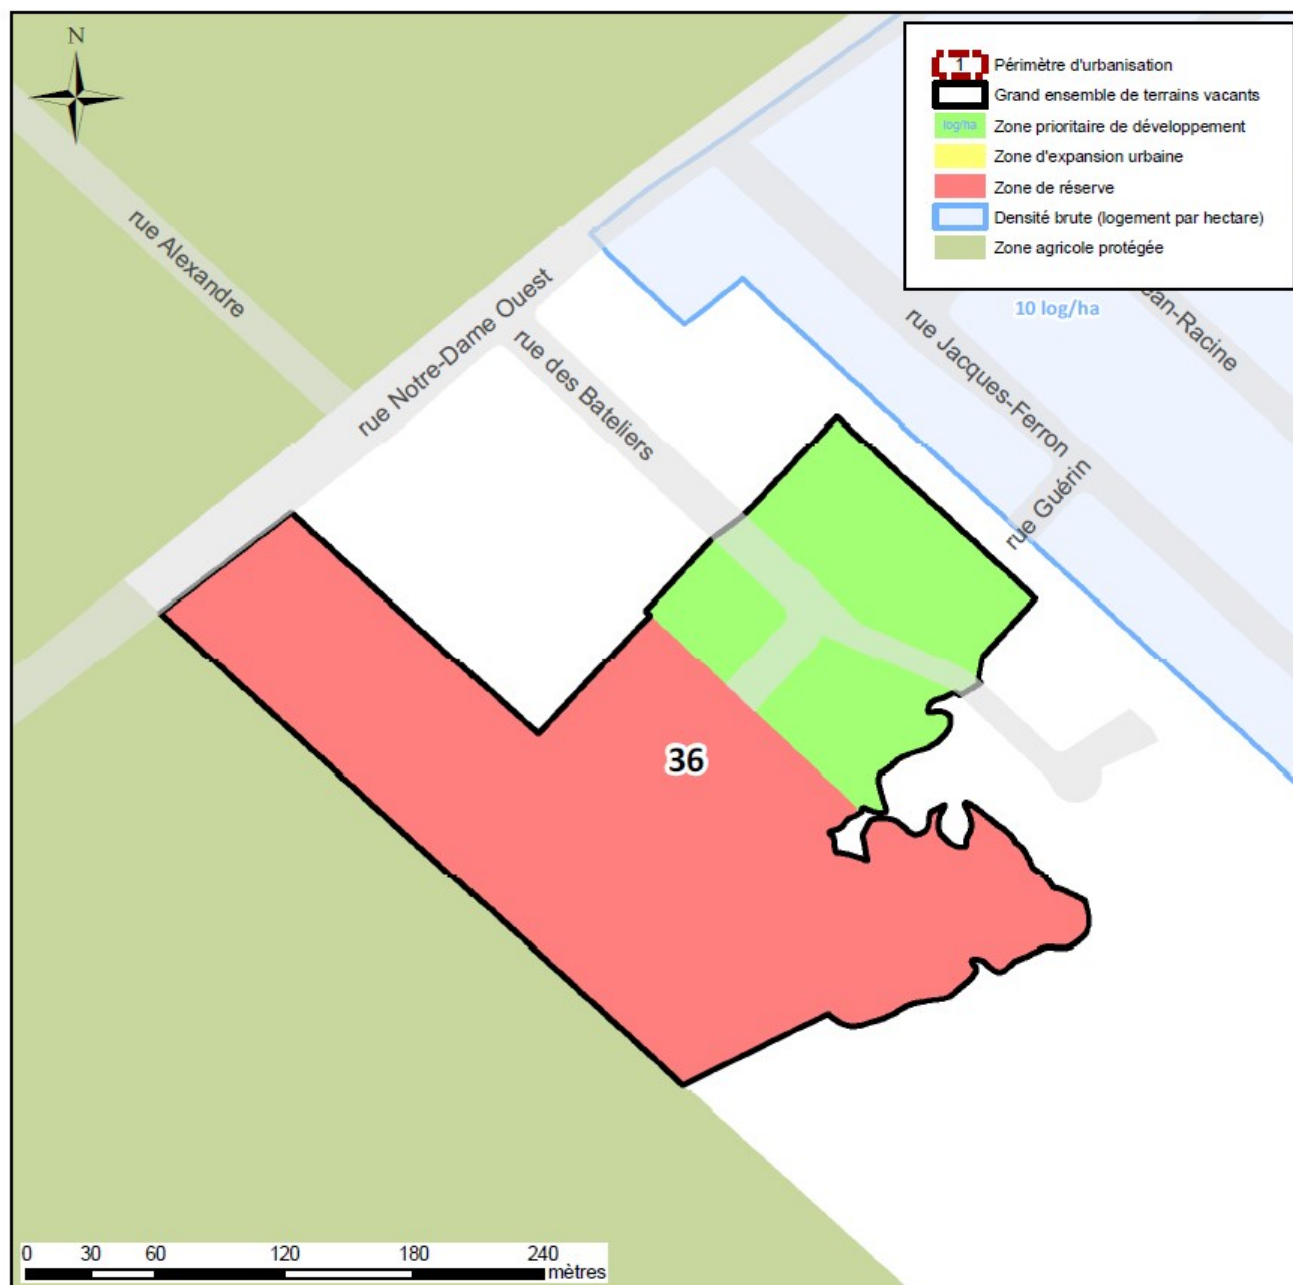 N
1
Périmètre d'urbanisation
Grand ensemble de terrains vacants
log/ha
Zone prioritaire de développement
Zone d'expansion urbaine
Zone de réserve
Densité brute (logement par hectare)
Zone agricole protégée
10 log/ha
ean-Racine
rue Alexandre
rue Notre-Dame Ouest
rue des Bateliers
rue Jacques-Ferron
rue Guérin
36
0 30 60 120 180 240
mètres